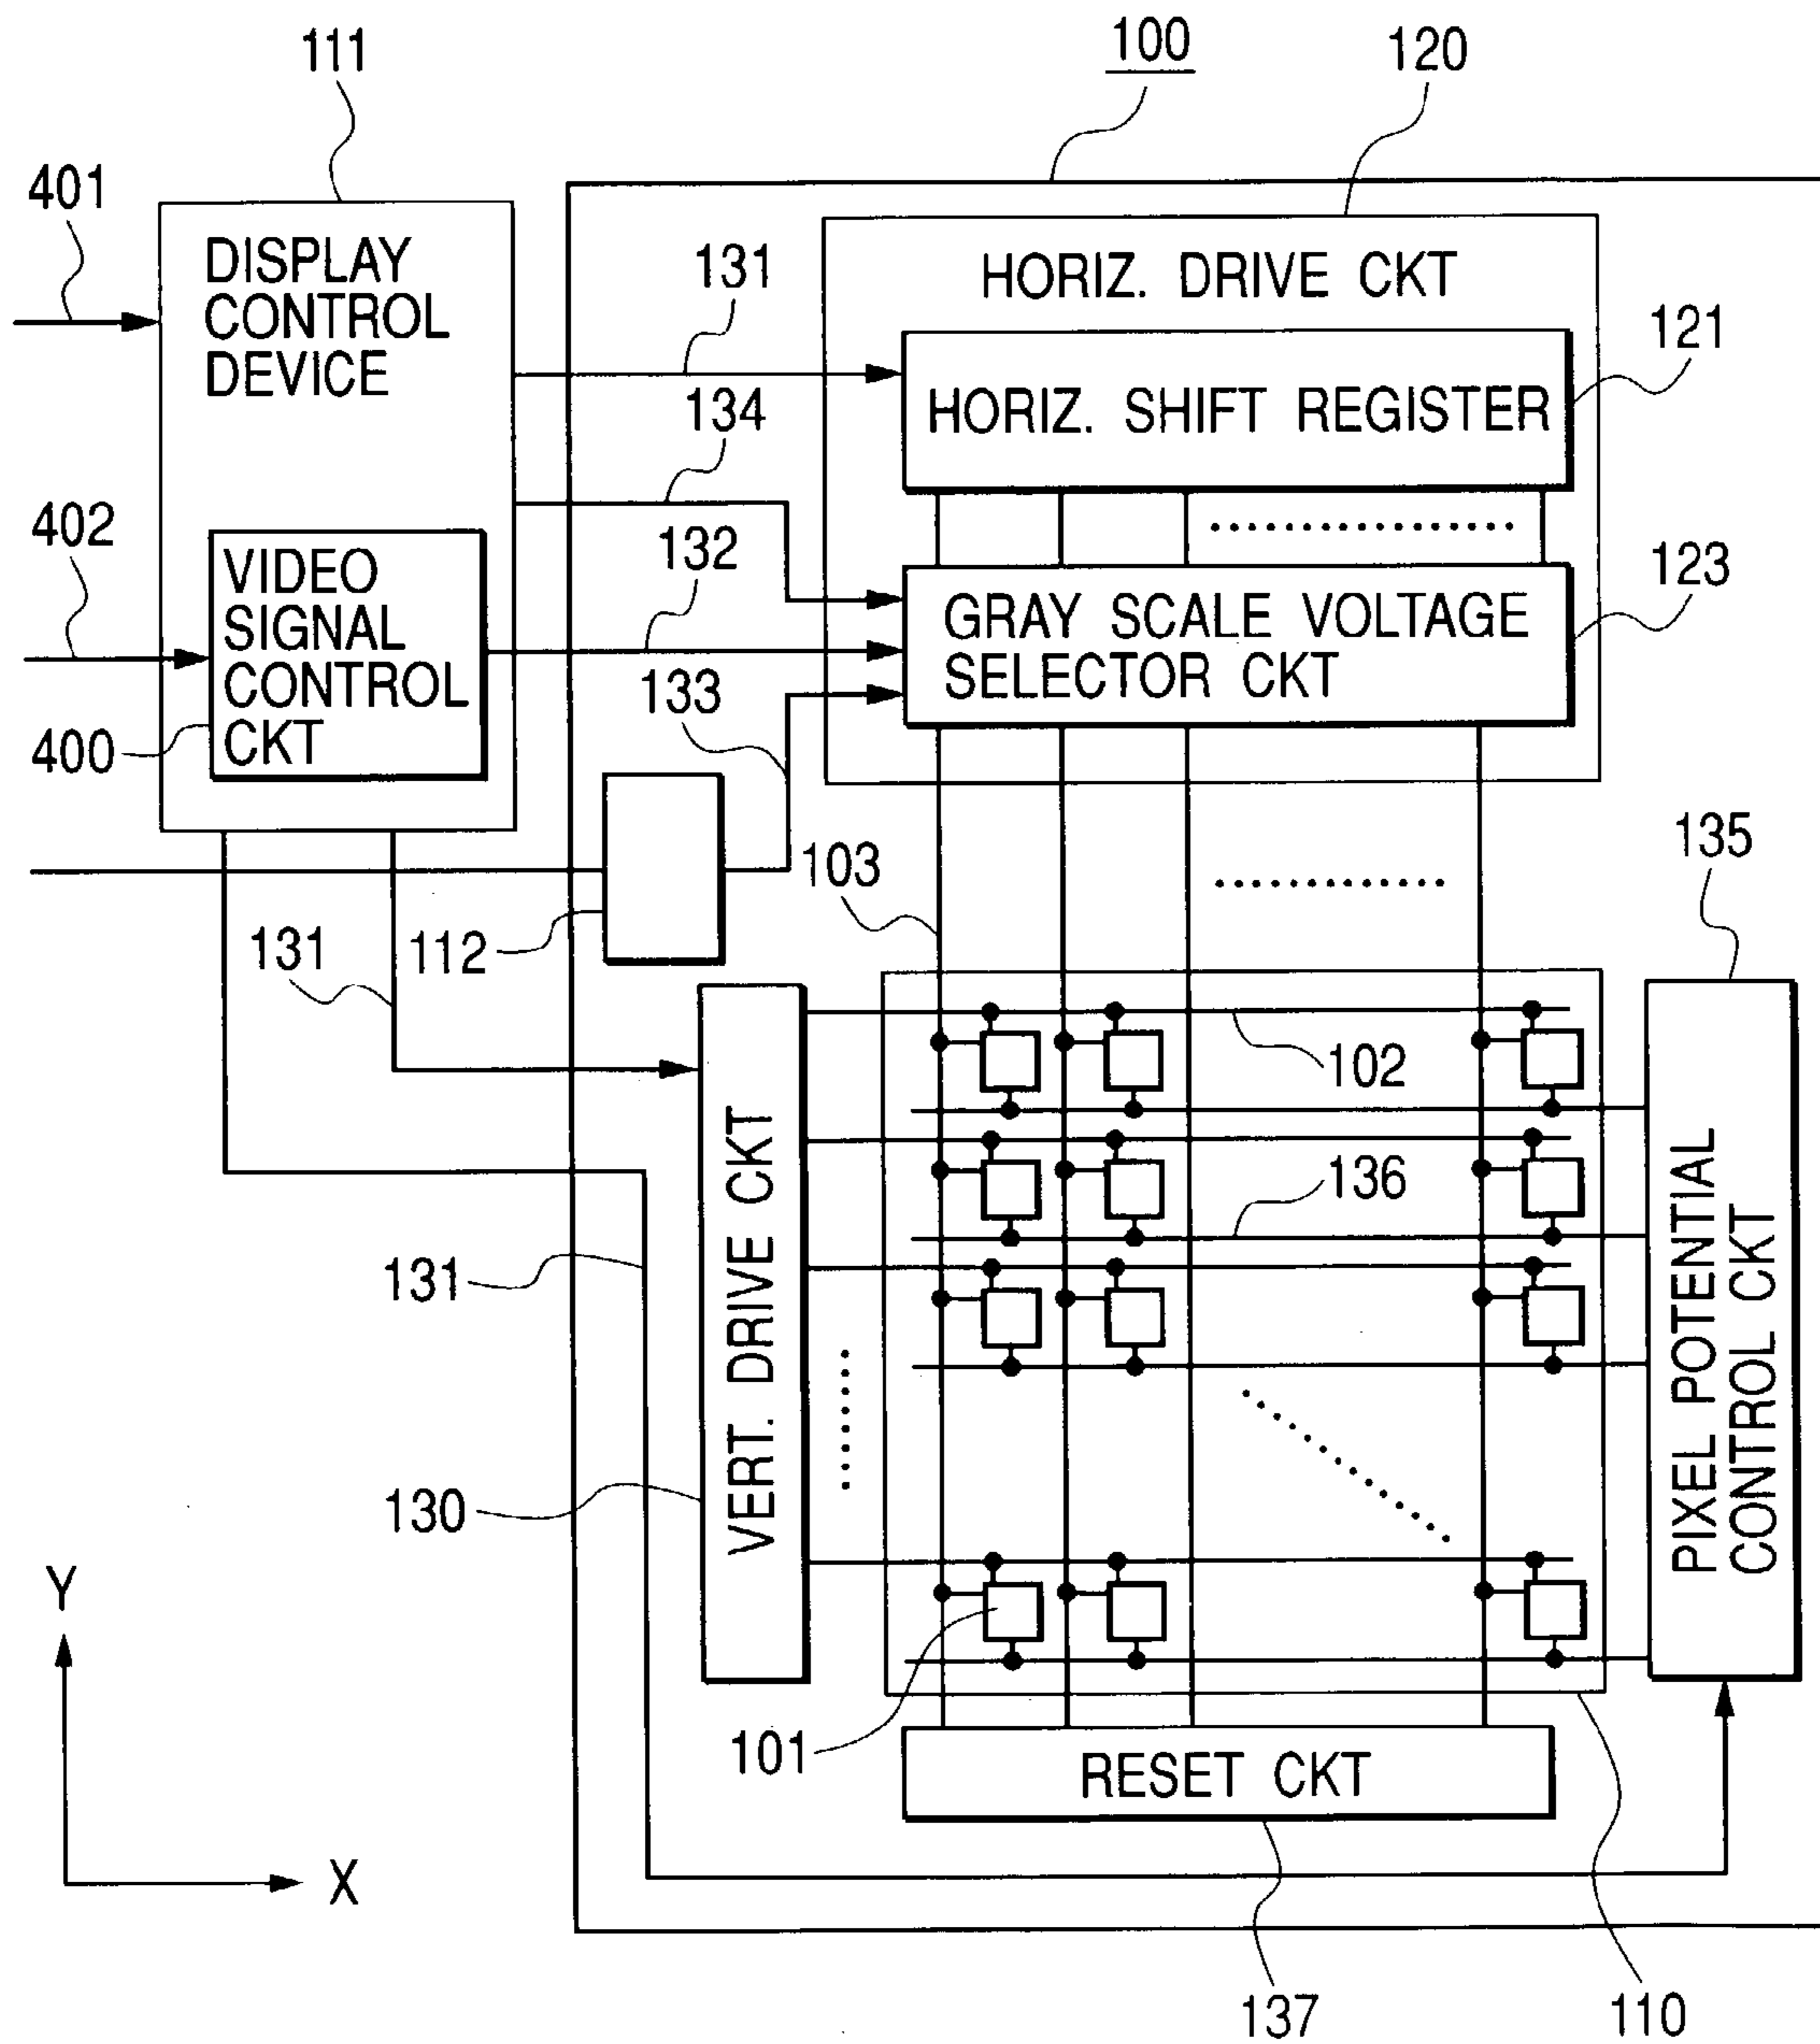 100
120
111
401
DISPLAY
CONTROL
DEVICE
131
HORIZ. DRIVE CKT
121
HORIZ. SHIFT REGISTER
134
402
VIDEO
SIGNAL
CONTROL
CKT
400
132
123
GRAY SCALE VOLTAGE
SELECTOR CKT
133
103
135
112
131
102
136
131
VERT. DRIVE CKT
130
PIXEL POTENTIAL
CONTROL CKT
101
RESET CKT
Y
X
137
110